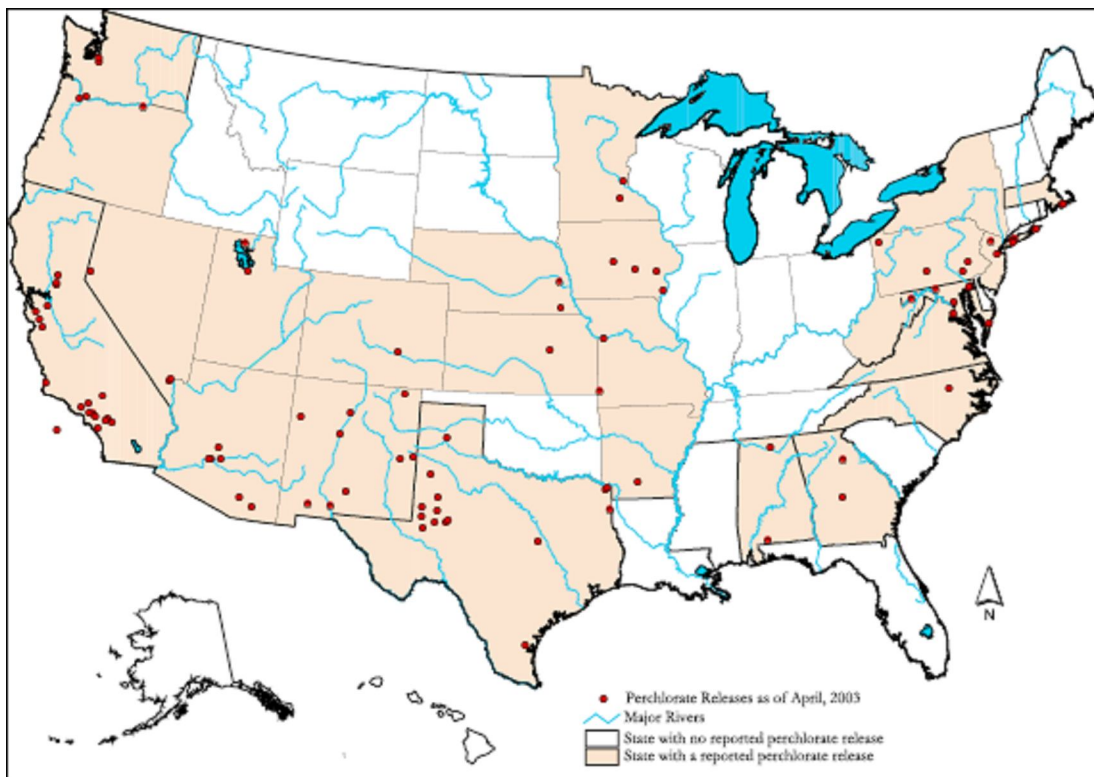 N
Perchlorate Releases as of April, 2003
Major Rivers
State with no reported perchlorate release
State with a reported perchlorate release